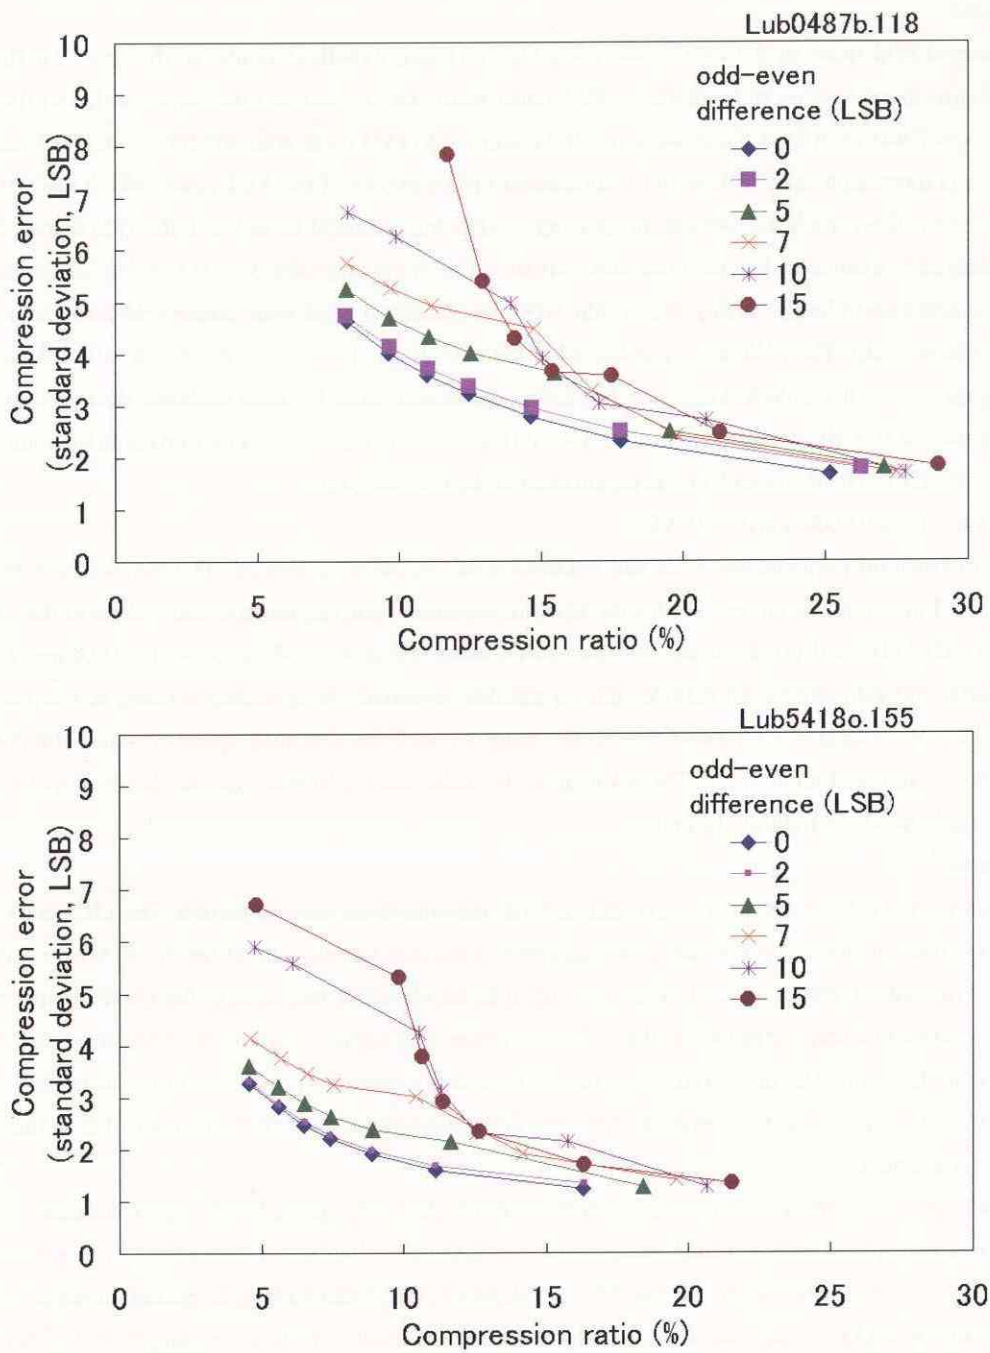 Lub0487b.118
Compression error
(standard deviation, LSB)
10
9
8
7
6
5
4
3
2
1
0
odd-even
difference (LSB)
0
2
5
7
10
15
0 5 10 15 20 25 30
Compression ratio (%)
Lub5418o.155
Compression error
(standard deviation, LSB)
10
9
8
7
6
5
4
3
2
1
0
odd-even
difference (LSB)
0
2
5
7
10
15
0 5 10 15 20 25 30
Compression ratio (%)